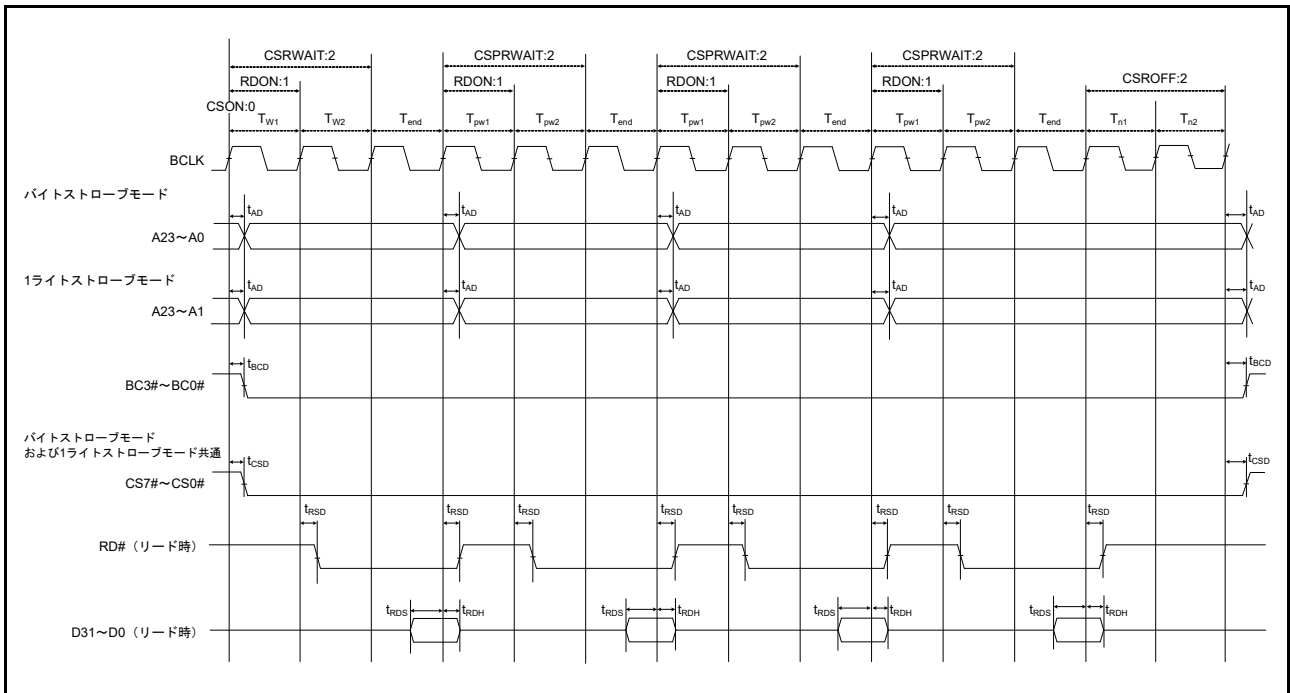 CSRWAIT:2 CSPRWAIT:2 CSPRWAIT:2 CSPRWAIT:2
RDON:1 RDON:1 RDON:1 RDON:1 CSROFF:2
CSON:0
TW1 TW2 Tend Tpw1 Tpw2 Tend Tpw1 Tpw2 Tend Tpw1 Tpw2 Tend Tn1 Tn2
BCLK
バイトストローブモード
tAD tAD tAD tAD tAD
A23~A0
1ライトストローブモード
tAD tAD tAD tAD tAD
A23~A1
tBCD tBCD
BC3#~BC0#
バイトストローブモード
および1ライトストローブモード共通
tCSD tCSD
CS7#~CS0#
tRSD tRSD tRSD tRSD tRSD tRSD tRSD tRSD
RD#(リード時)
tRDS tRDH tRDS tRDH tRDS tRDH tRDS tRDH
D31~D0(リード時)